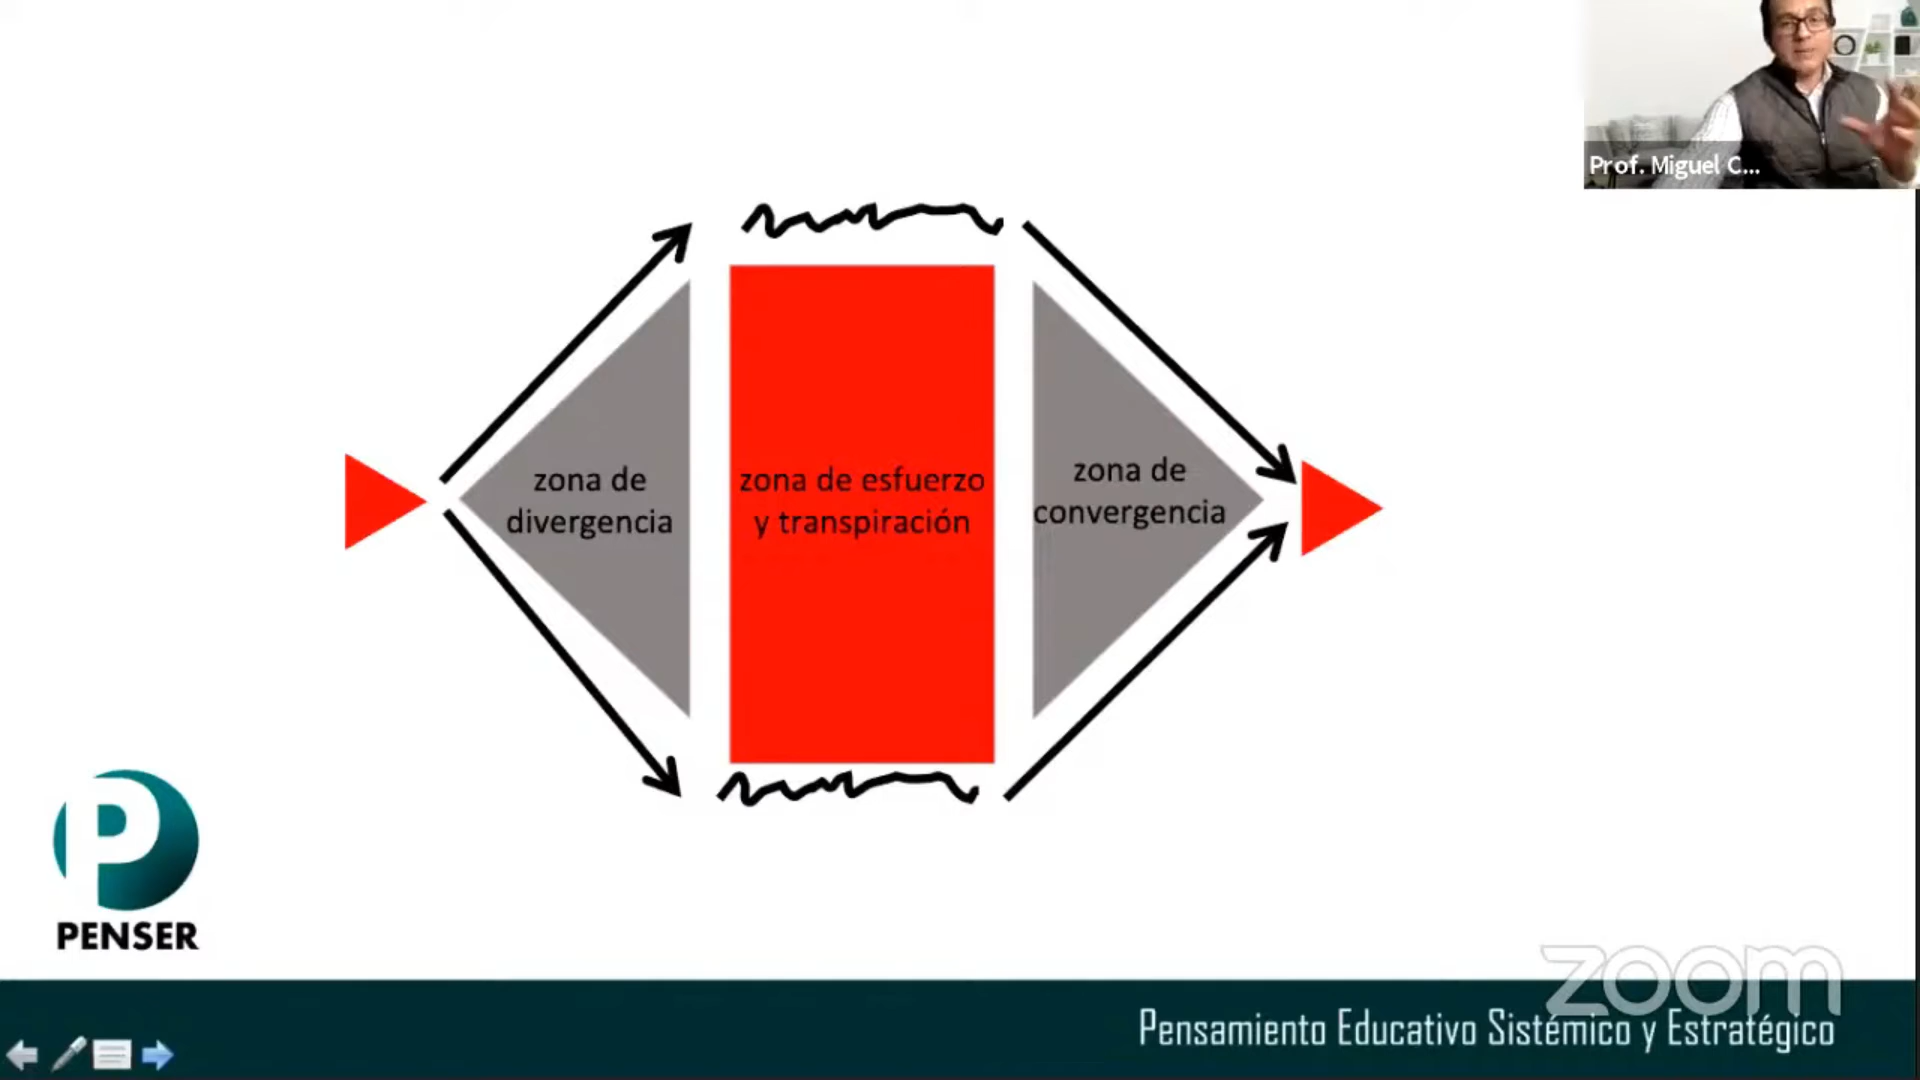 Prof. Miguel C...
zona de
divergencia
zona de esfuerzo
y transpiración
zona de
convergencia
P
PENSER
zoom
Pensamiento Educativo Sistémico y Estratégico